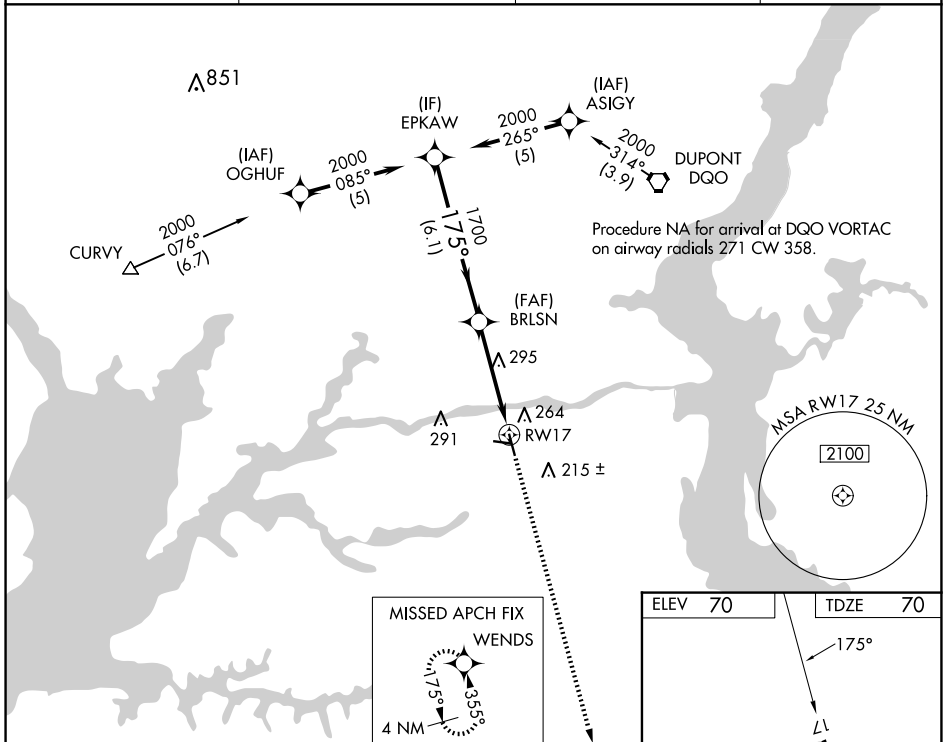 851
(IAF)
ASIGY
(IF)
EPKAW
2000
265°
(5)
2000
314°
(3.9)
DUPONT
DQO
(IAF)
OGHUF
2000
085°
(5)
Procedure NA for arrival at DQO VORTAC
on airway radials 271 CW 358.
CURVY
2000
076°
(6.7)
1700
175°
(6.1)
(FAF)
BRLSN
295
264
291
RW17
215 ±
MSA RW17 25 NM
2100
MISSED APCH FIX
WENDS
175°
355°
4 NM
ELEV 70
TDZE 70
175°
17